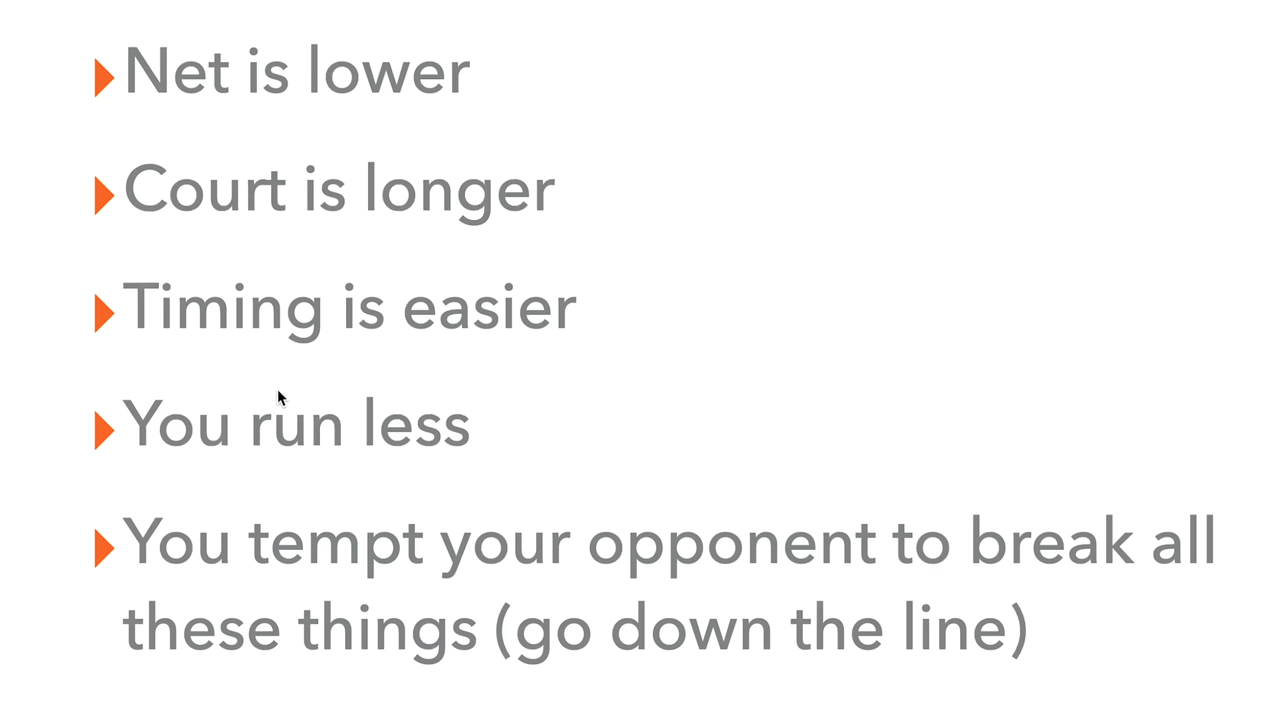 Net is lower
Court is longer
Timing is easier
You run less
You tempt your opponent to break all
these things (go down the line)